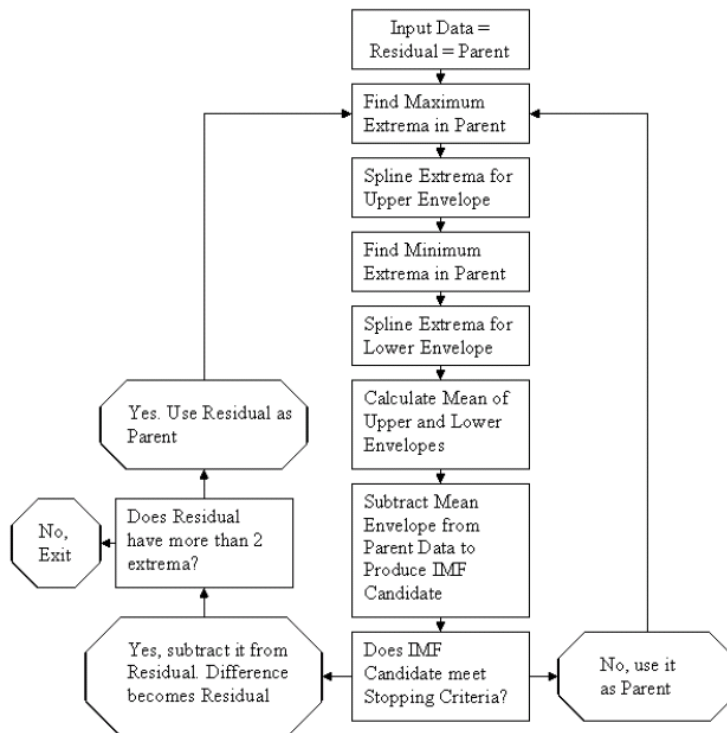 Input Data =
Residual = Parent
Find Maximum
Extrema in Parent
Spline Extrema for
Upper Envelope
Find Minimum
Extrema in Parent
Spline Extrema for
Lower Envelope
Calculate Mean of
Upper and Lower
Envelopes
Subtract Mean
Envelope from
Parent Data to
Produce IMF
Candidate
Does IMF
Candidate meet
Stopping Criteria?
No, use it
as Parent
Yes, subtract it from
Residual. Difference
becomes Residual
Does Residual
have more than 2
extrema?
No,
Exit
Yes. Use Residual as
Parent